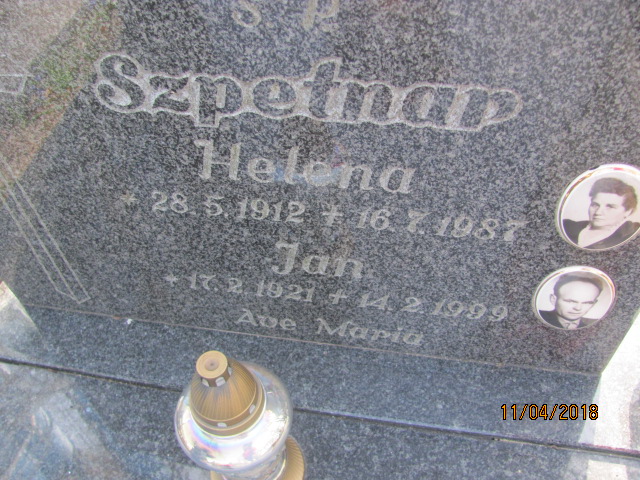 S P
Szpetnar
Helena
* 28.5.1912 + 16.7.1987
Jan
* 17.2.1921 + 14.2.1999
Ave Maria
11/04/2018